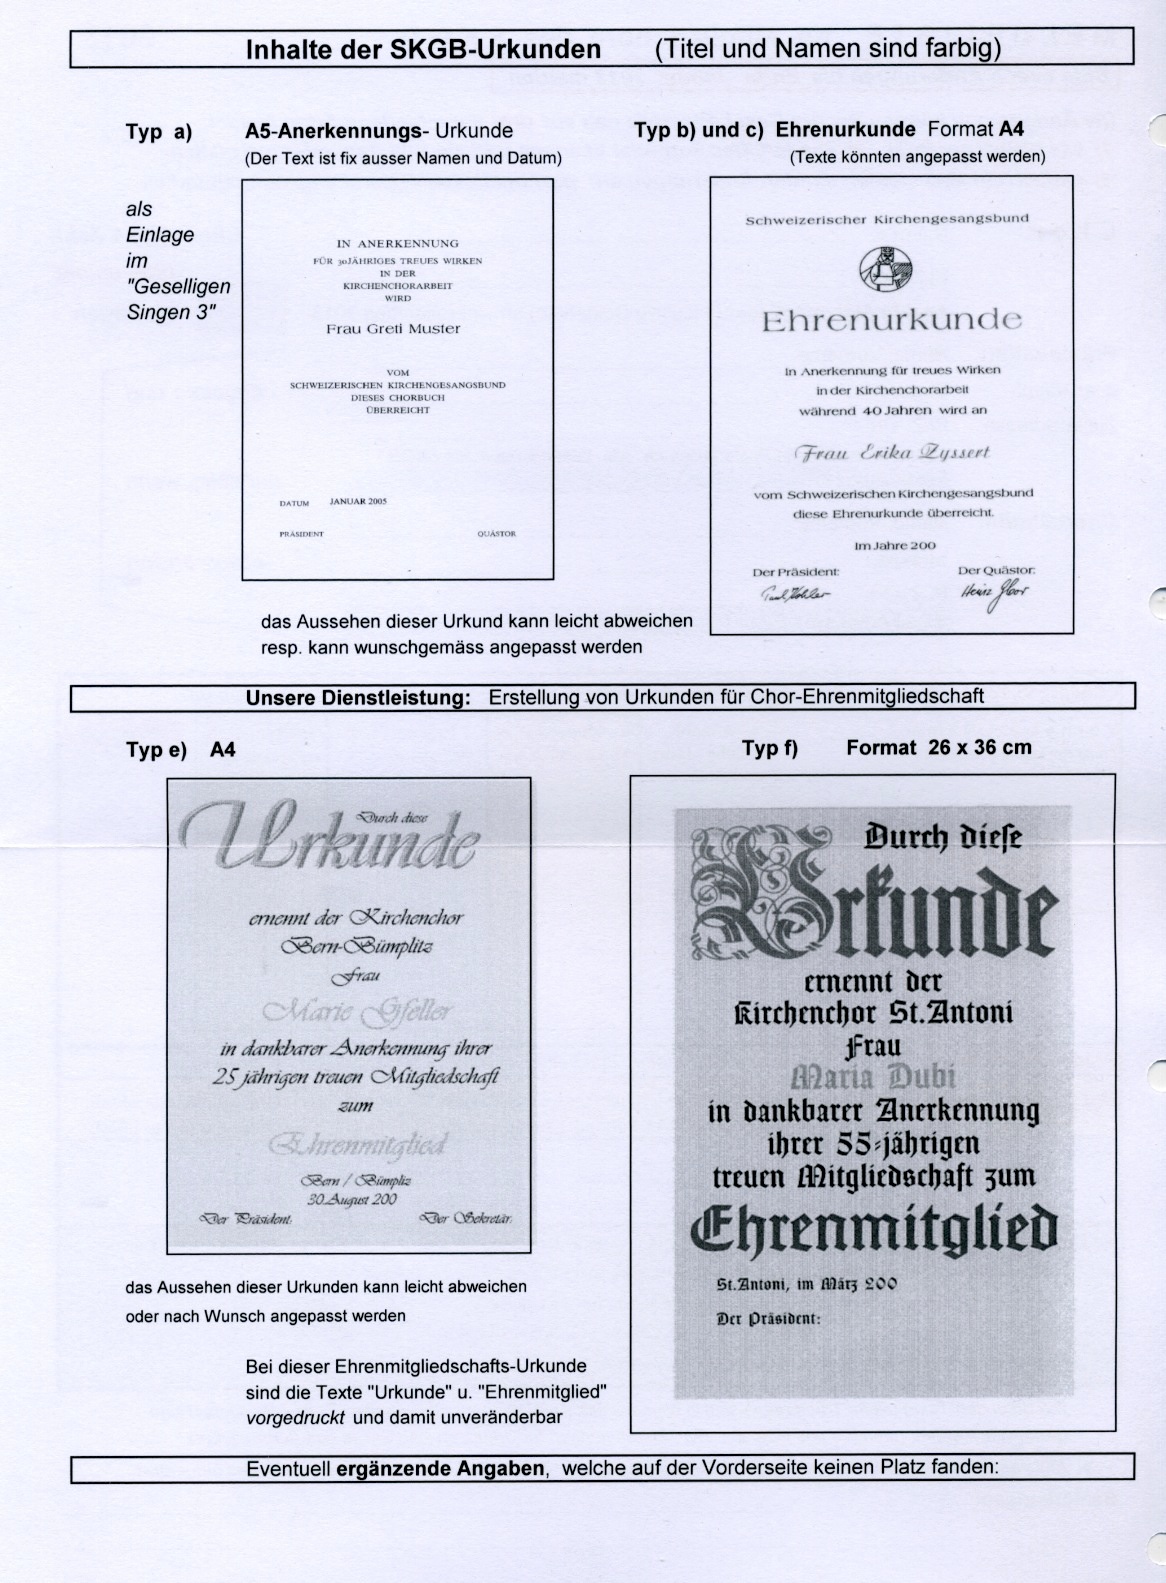 Inhalte der SKGB-Urkunden (Titel und Namen sind farbig)
Typ a) A5-Anerkennungs- Urkunde
(Der Text ist fix ausser Namen und Datum)
als
Einlage
im
"Geselligen
Singen 3"
IN ANERKENNUNG
FÜR 30JÄHRIGES TREUES WIRKEN
IN DER
KIRCHENCHORARBEIT
WIRD
Frau Greti Muster
VOM
SCHWEIZERISCHEN KIRCHENGESANGSBUND
DIESES CHORBUCH
ÜBERREICHT
DATUM JANUAR 2005
PRÄSIDENT QUÄSTOR
Typ b) und c) Ehrenurkunde Format A4
(Texte könnten angepasst werden)
Schweizerischer Kirchengesangsbund
Ehrenurkunde
In Anerkennung für treues Wirken
in der Kirchenchorarbeit
während 40 Jahren wird an
Frau Erika Zyssert
vom Schweizerischen Kirchengesangsbund
diese Ehrenurkunde überreicht.
Im Jahre 200
Der Präsident: Der Quästor:
das Aussehen dieser Urkund kann leicht abweichen
resp. kann wunschgemäss angepasst werden
Unsere Dienstleistung: Erstellung von Urkunden für Chor-Ehrenmitgliedschaft
Typ e) A4
Durch diese
Urkunde
ernennt der Kirchenchor
Bern-Bümplitz
Frau
Marie Gfeller
in dankbarer Anerkennung ihrer
25 jährigen treuen Mitgliedschaft
zum
Ehrenmitglied
Bern / Bümpliz
30.August 200
Der Präsident: Der Sekretär:
Typ f) Format 26 x 36 cm
Durch dieſe
Urkunde
ernennt der
Kirchenchor St.Antoni
Frau
Maria Dubi
in dankbarer Anerkennung
ihrer 55-jährigen
treuen Mitgliedschaft zum
Ehrenmitglied
St.Antoni, im März 200
Der Präsident:
das Aussehen dieser Urkunden kann leicht abweichen
oder nach Wunsch angepasst werden
Bei dieser Ehrenmitgliedschafts-Urkunde
sind die Texte "Urkunde" u. "Ehrenmitglied"
vorgedruckt und damit unveränderbar
Eventuell ergänzende Angaben, welche auf der Vorderseite keinen Platz fanden: